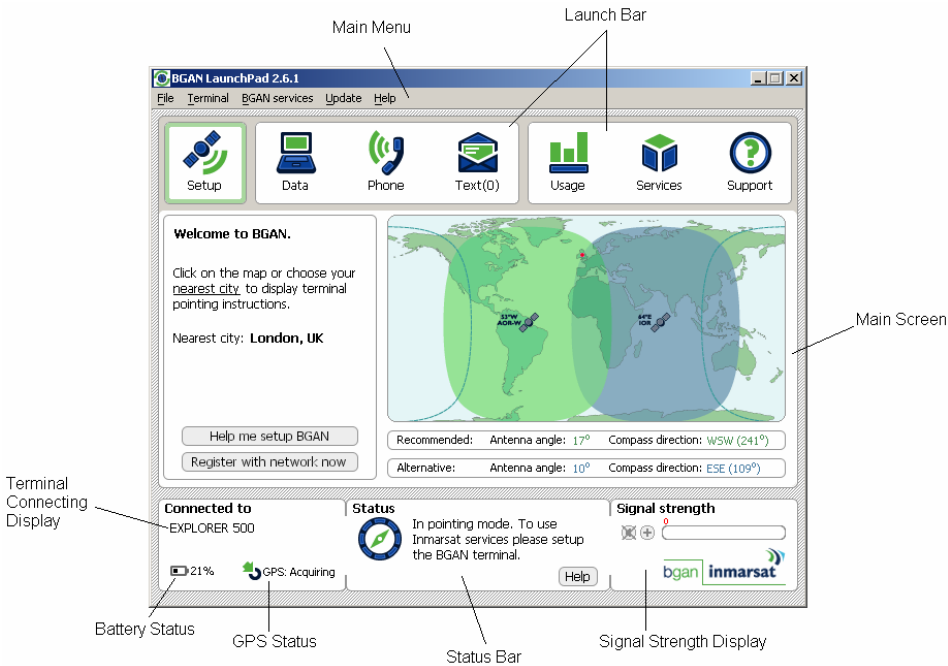 Launch Bar
Main Menu
BGAN LaunchPad 2.6.1
File Terminal BGAN services Update Help
Setup
Data
Phone
Text(0)
Usage
Services
Support
Welcome to BGAN.
Click on the map or choose your
nearest city to display terminal
pointing instructions.
Nearest city: London, UK
Help me setup BGAN
Register with network now
53°W
AOR-W
64°E
IOR
Main Screen
Recommended: Antenna angle: 17° Compass direction: WSW (241°)
Alternative: Antenna angle: 10° Compass direction: ESE (109°)
Terminal
Connecting
Display
Connected to
EXPLORER 500
21%
GPS: Acquiring
Status
In pointing mode. To use
Inmarsat services please setup
the BGAN terminal.
Help
Signal strength
0
bgan inmarsat
Battery Status
GPS Status
Status Bar
Signal Strength Display